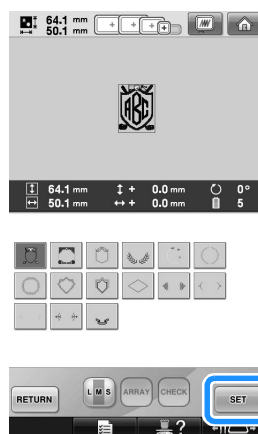 64.1 mm
50.1 mm
ABC
64.1 mm + 0.0 mm 0°
50.1 mm + 0.0 mm 5
RETURN L M S ARRAY CHECK SET
?